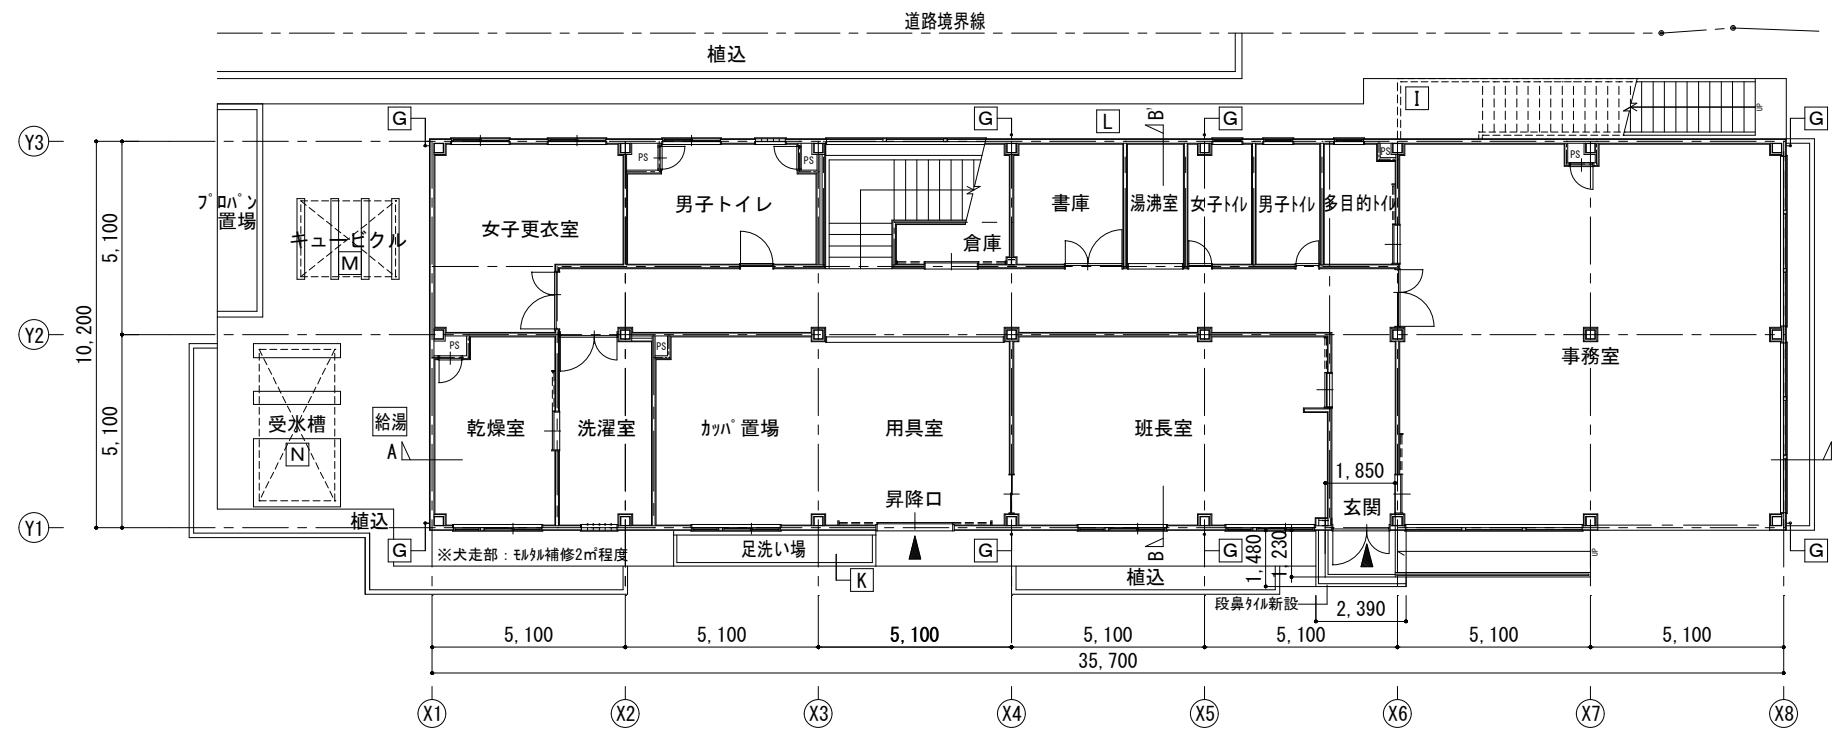 道路境界線
植込
I
G
G
L
B'
G
G
UP
Y3
PS
PS
PS
PS
プロパン
置場
キュービクル
M
女子更衣室
男子トイレ
倉庫
書庫
湯沸室
女子トイレ
男子トイレ
多目的トイレ
5,100
10,200
Y2
PS
PS
事務室
5,100
受水槽
N
給湯
A
乾燥室
洗濯室
カッパ置場
用具室
班長室
昇降口
1,850
玄関
Y1
植込
G
※犬走部:モルタル補修2㎡程度
足洗い場
K
G
B'
G
植込
1,480
1,230
UP
G
段鼻タイル新設
2,390
5,100
5,100
5,100
5,100
5,100
5,100
5,100
35,700
X1
X2
X3
X4
X5
X6
X7
X8